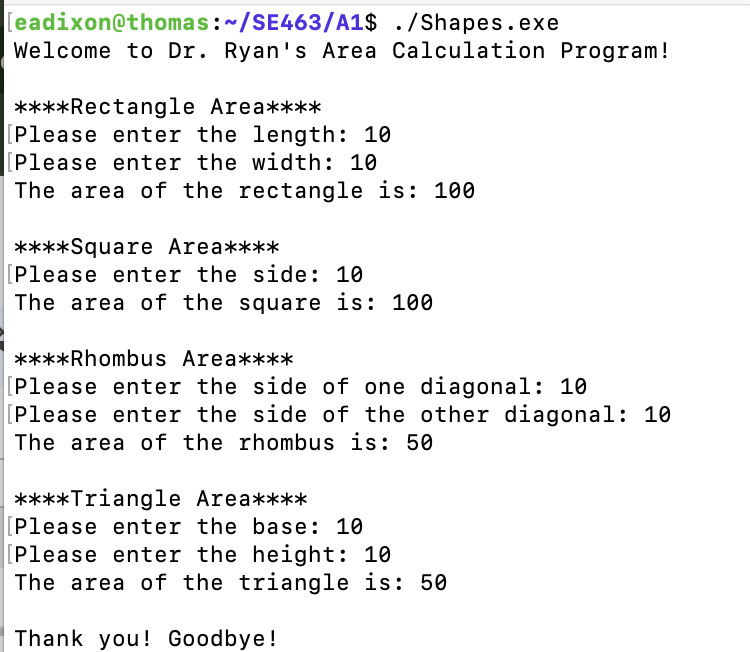 [eadixon@thomas:~/SE463/A1$ ./Shapes.exe
Welcome to Dr. Ryan's Area Calculation Program!
****Rectangle Area****
[Please enter the length: 10
[Please enter the width: 10
The area of the rectangle is: 100
****Square Area****
[Please enter the side: 10
The area of the square is: 100
****Rhombus Area****
[Please enter the side of one diagonal: 10
[Please enter the side of the other diagonal: 10
The area of the rhombus is: 50
****Triangle Area****
[Please enter the base: 10
[Please enter the height: 10
The area of the triangle is: 50
Thank you! Goodbye!